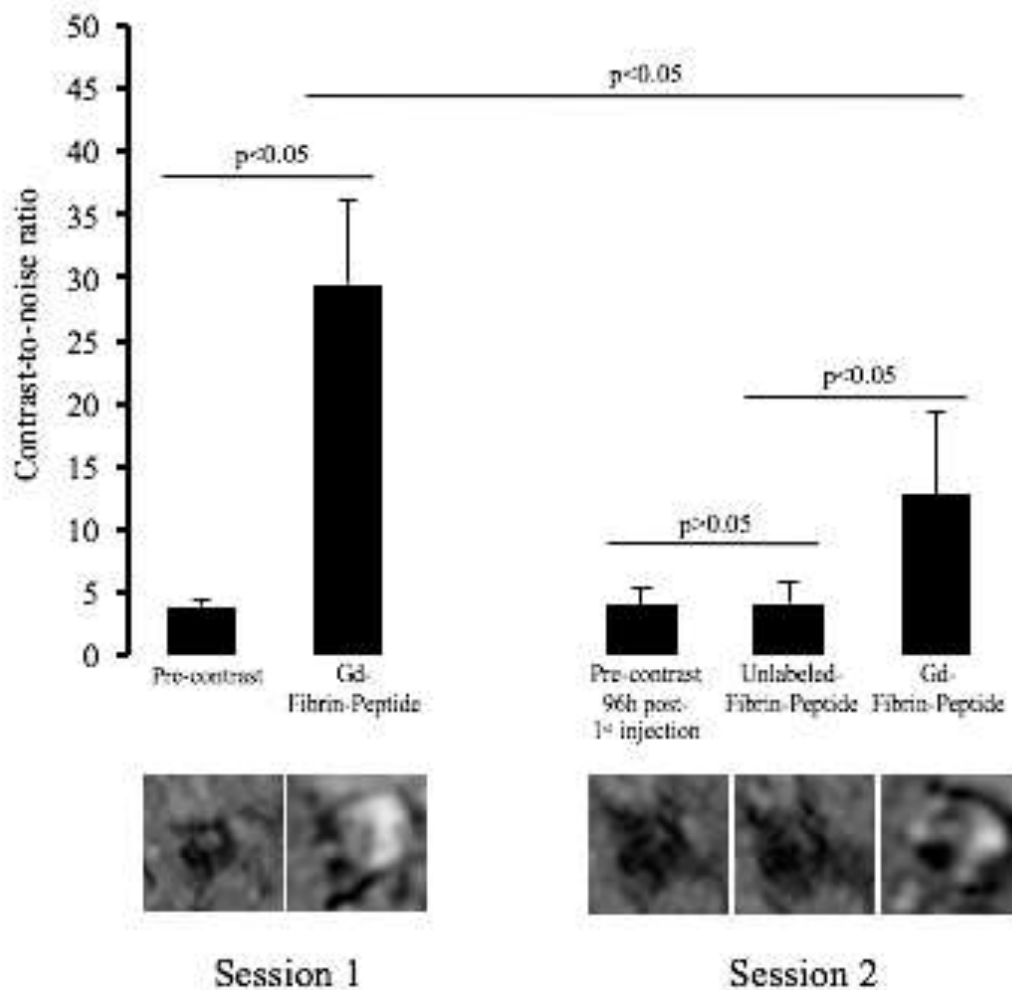 50
45
40
35
30
25
20
15
10
5
0
Contrast-to-noise ratio
p<0.05
p<0.05
p<0.05
p>0.05
Pre-contrast
Gd-
Fibrin-Peptide
Pre-contrast
96h post-
1st injection
Unlabeled-
Fibrin-Peptide
Gd-
Fibrin-Peptide
Session 1
Session 2